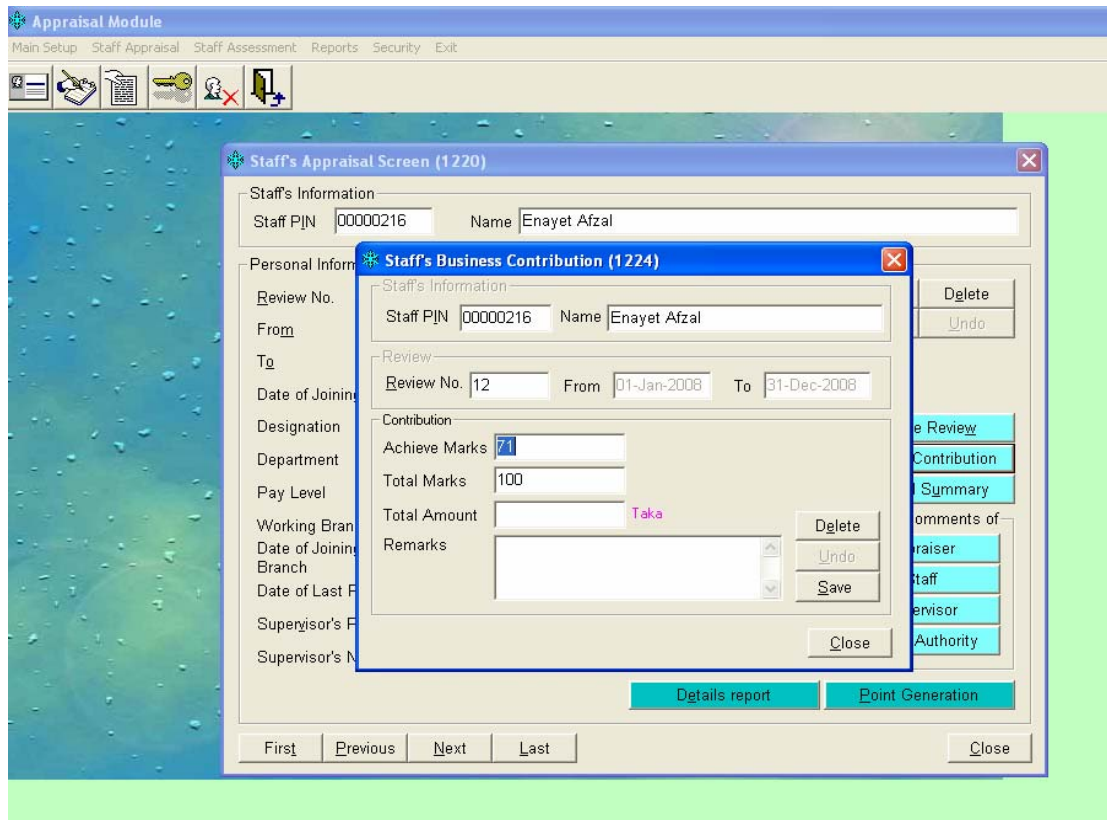 Appraisal Module
Main Setup Staff Appraisal Staff Assessment Reports Security Exit
Staff's Appraisal Screen (1220)
Staff's Information
Staff PIN 00000216 Name Enayet Afzal
Personal Inform
Review No.
From
To
Date of Joining
Designation
Department
Pay Level
Working Bran
Date of Joining
Branch
Date of Last P
Supervisor's P
Supervisor's N
Staff's Business Contribution (1224)
Staff's Information
Staff PIN 00000216 Name Enayet Afzal
Review
Review No. 12 From 01-Jan-2008 To 31-Dec-2008
Contribution
Achieve Marks 71
Total Marks 100
Total Amount Taka
Remarks
Delete
Undo
Save
Close
Delete
Undo
e Review
Contribution
Summary
omments of
praiser
Staff
ervisor
Authority
Details report Point Generation
First Previous Next Last Close